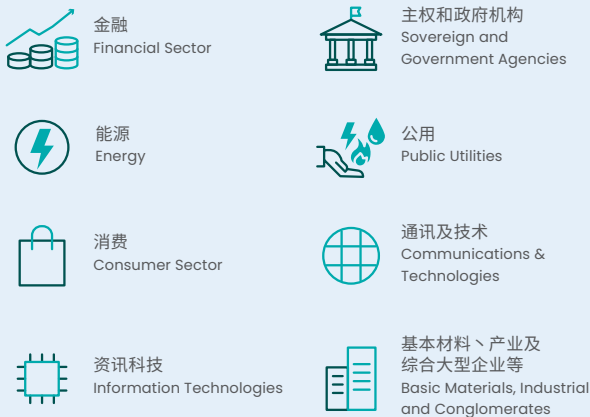 金融
Financial Sector
主权和政府机构
Sovereign and
Government Agencies
能源
Energy
公用
Public Utilities
消费
Consumer Sector
通讯及技术
Communications &
Technologies
资讯科技
Information Technologies
基本材料丶产业及
综合大型企业等
Basic Materials, Industrial
and Conglomerates